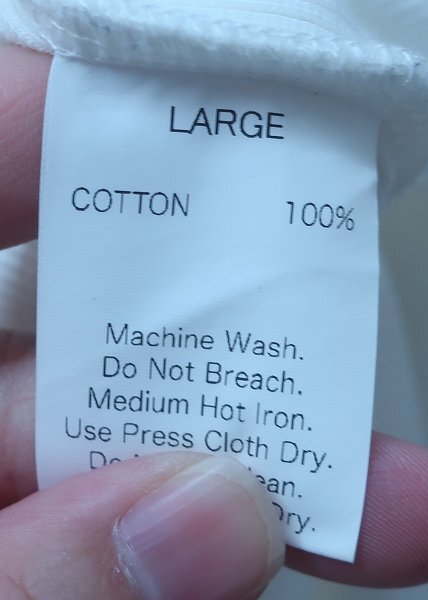 LARGE
COTTON 100%
Machine Wash.
Do Not Breach.
Medium Hot Iron.
Use Press Cloth Dry.